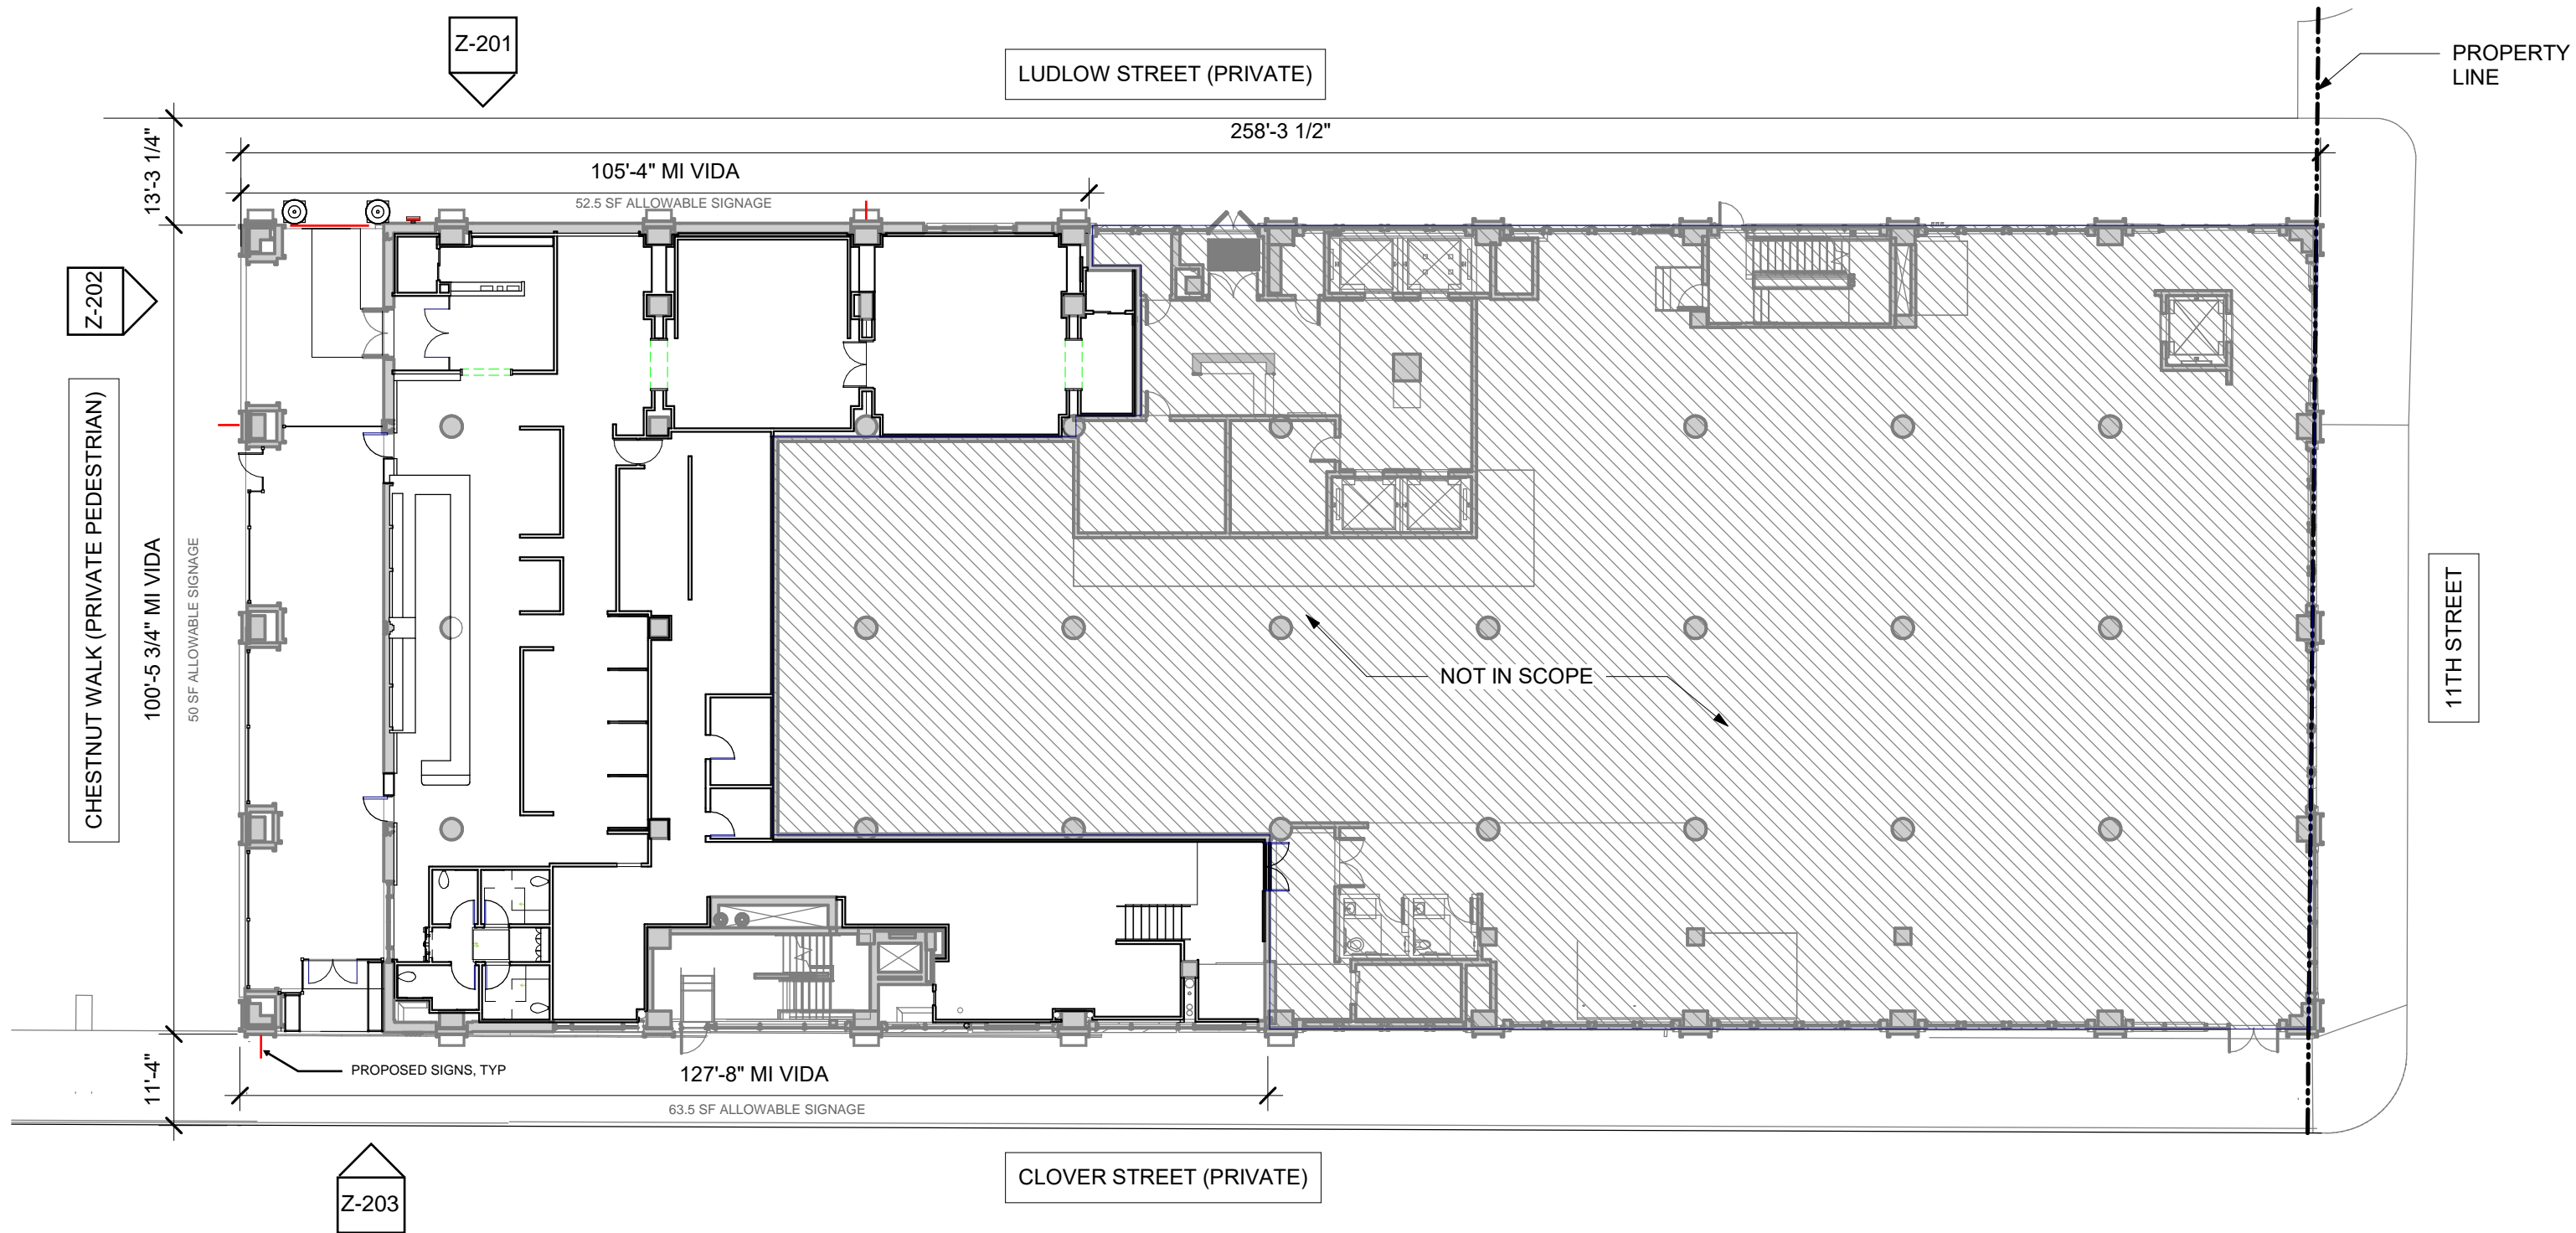 Z-201
LUDLOW STREET (PRIVATE)
PROPERTY
LINE
258'-3 1/2"
13'-3 1/4"
105'-4" MI VIDA
52.5 SF ALLOWABLE SIGNAGE
Z-202
CHESTNUT WALK (PRIVATE PEDESTRIAN)
100'-5 3/4" MI VIDA
50 SF ALLOWABLE SIGNAGE
NOT IN SCOPE
11TH STREET
11'-4"
PROPOSED SIGNS, TYP
127'-8" MI VIDA
63.5 SF ALLOWABLE SIGNAGE
Z-203
CLOVER STREET (PRIVATE)